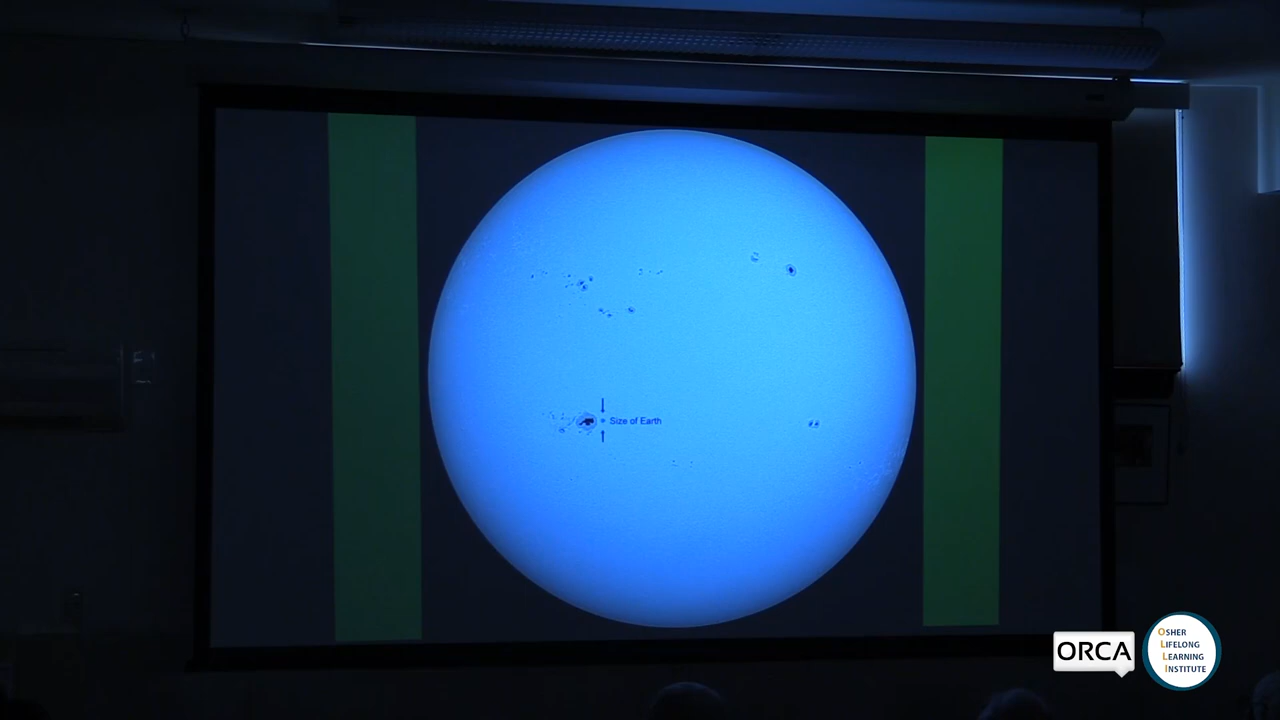 Size of Earth
ORCA
OSHER
LIFELONG
LEARNING
INSTITUTE